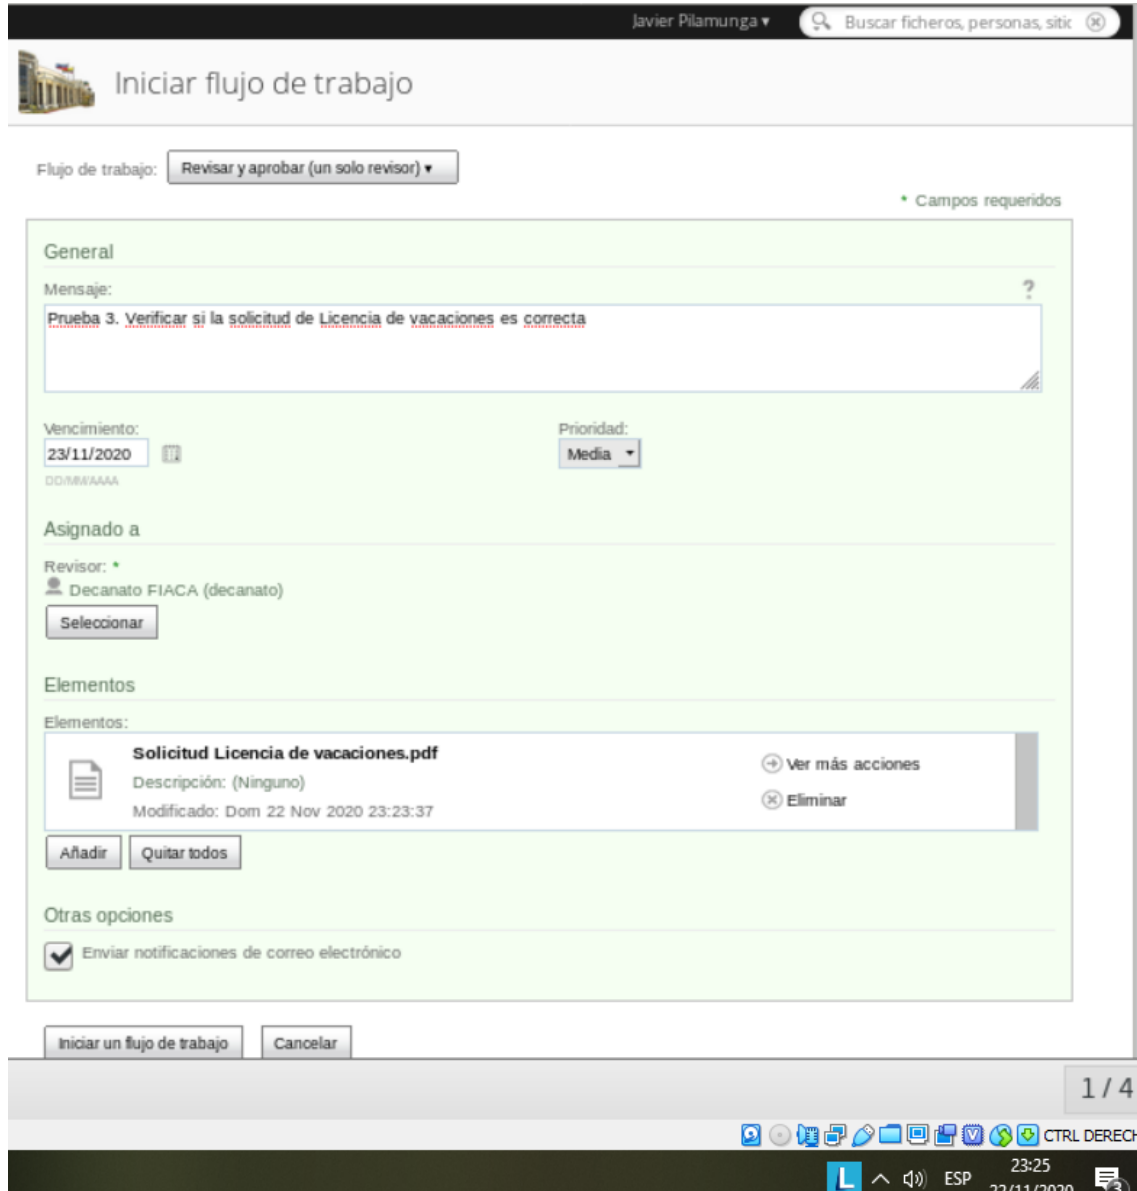 Javier Pilamunga ▾
Buscar ficheros, personas, sitic
Iniciar flujo de trabajo
Flujo de trabajo: Revisar y aprobar (un solo revisor) ▾
* Campos requeridos
General
Mensaje: ?
Prueba 3. Verificar si la solicitud de Licencia de vacaciones es correcta
Vencimiento: Prioridad:
23/11/2020 Media
DD/MM/AAAA
Asignado a
Revisor: *
Decanato FIACA (decanato)
Seleccionar
Elementos
Elementos:
Solicitud Licencia de vacaciones.pdf
Descripción: (Ninguno)
Modificado: Dom 22 Nov 2020 23:23:37
Ver más acciones
Eliminar
Añadir Quitar todos
Otras opciones
Enviar notificaciones de correo electrónico
Iniciar un flujo de trabajo Cancelar
1 / 4
CTRL DERECH
L ESP 23:25
22/11/2020 3